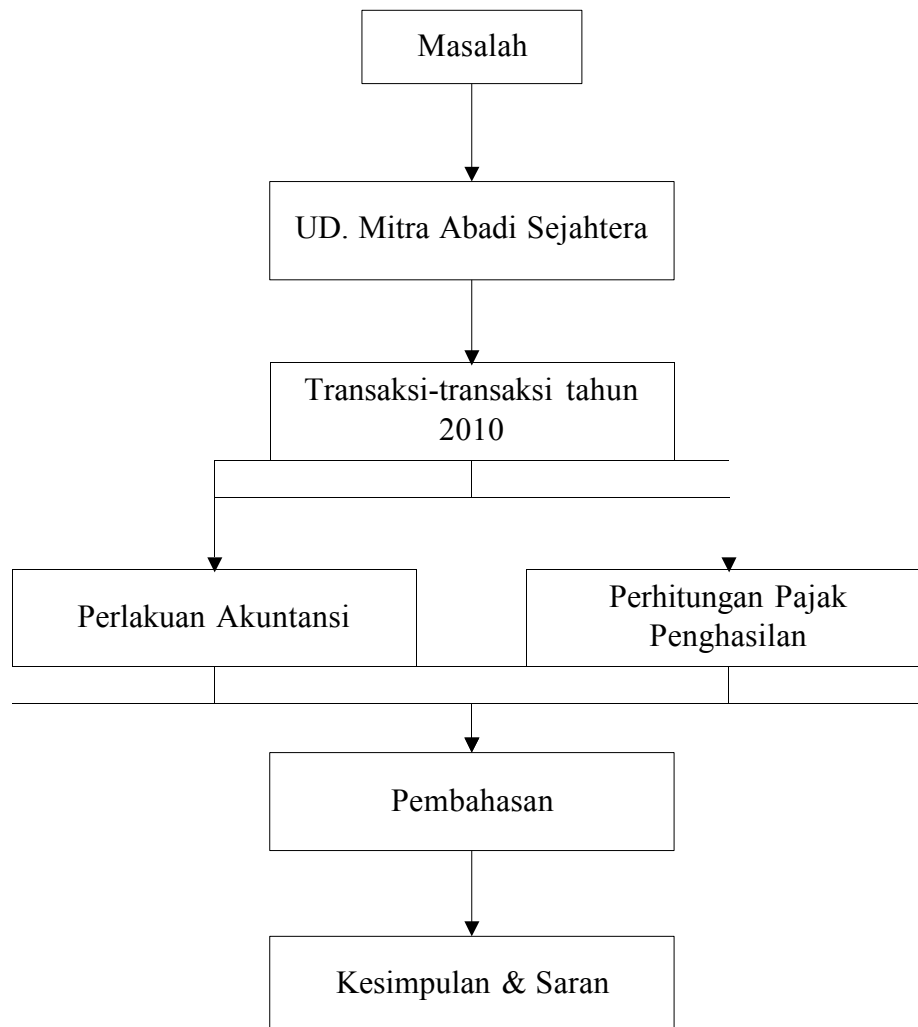 Masalah
UD. Mitra Abadi Sejahtera
Transaksi-transaksi tahun
2010
Perlakuan Akuntansi
Perhitungan Pajak
Penghasilan
Pembahasan
Kesimpulan & Saran